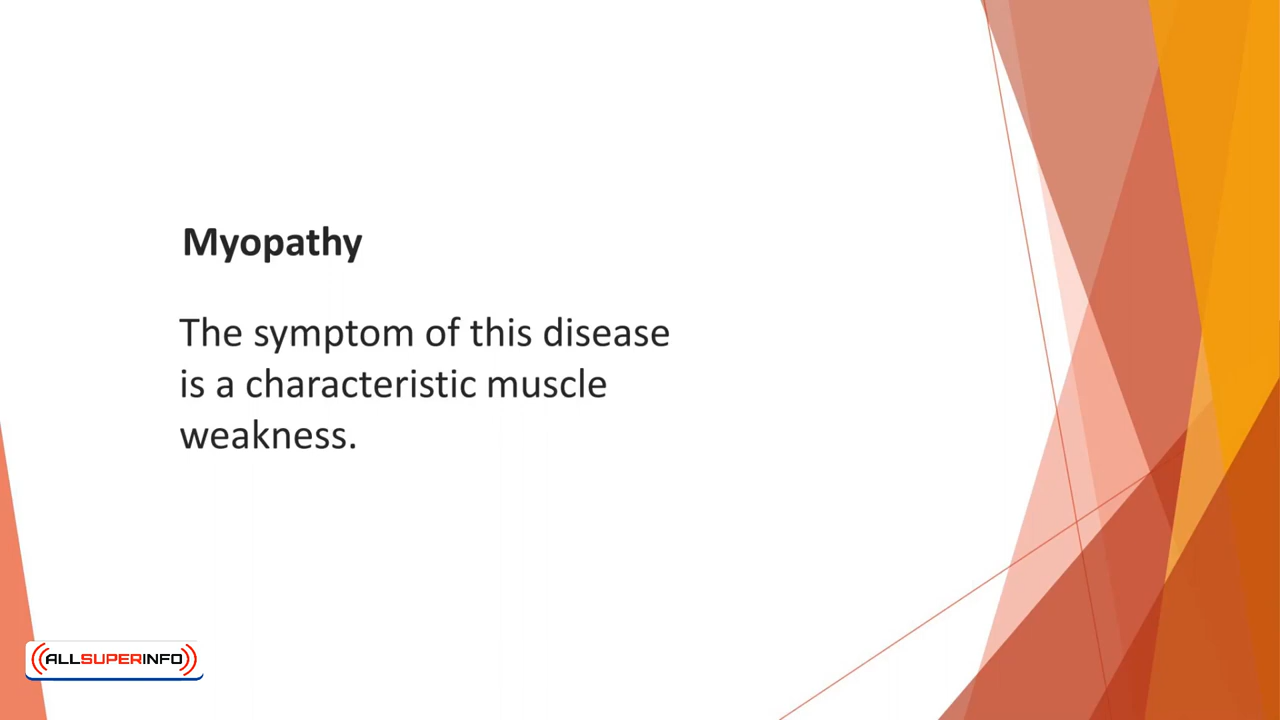 Myopathy
The symptom of this disease
is a characteristic muscle
weakness.
ALLSUPERINFO